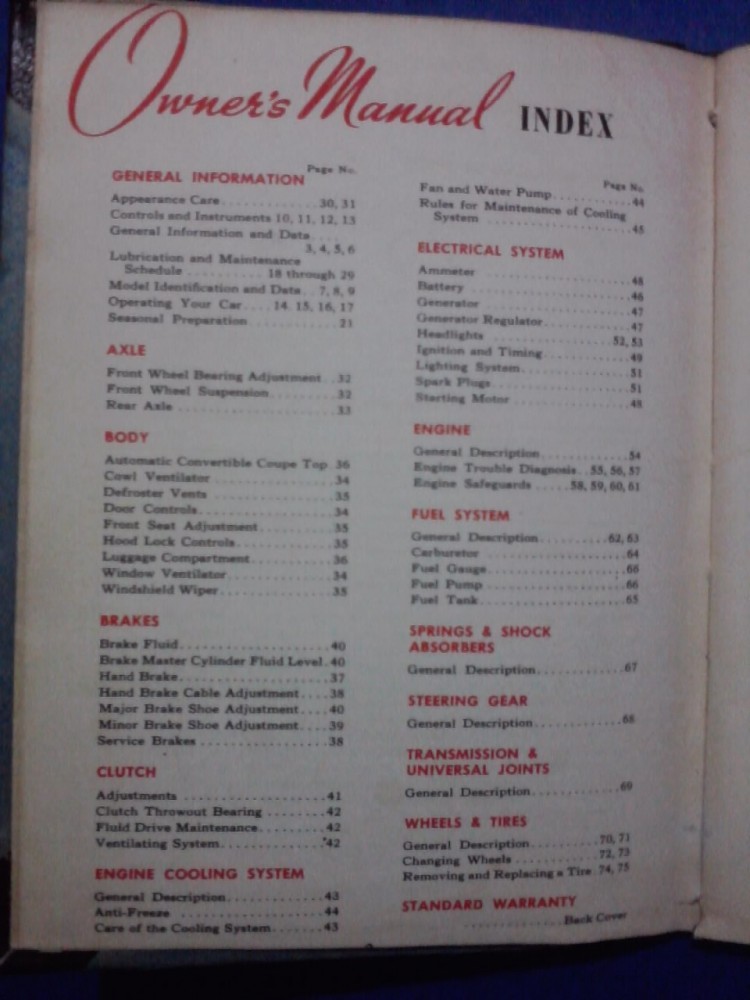 Owner's Manual INDEX
Page No.
GENERAL INFORMATION
Appearance Care..................30, 31
Controls and Instruments 10, 11, 12, 13
General Information and Data....
3, 4, 5, 6
Lubrication and Maintenance
Schedule ........... 18 through 29
Model Identification and Data.. 7, 8, 9
Operating Your Car.... 14, 15, 16, 17
Seasonal Preparation................21
AXLE
Front Wheel Bearing Adjustment..32
Front Wheel Suspension............32
Rear Axle .........................33
BODY
Automatic Convertible Coupe Top.36
Cowl Ventilator ...................34
Defroster Vents ...................35
Door Controls......................34
Front Seat Adjustment..............35
Hood Lock Controls.................35
Luggage Compartment................36
Window Ventilator..................34
Windshield Wiper...................35
BRAKES
Brake Fluid........................40
Brake Master Cylinder Fluid Level.40
Hand Brake.........................37
Hand Brake Cable Adjustment....38
Major Brake Shoe Adjustment....40
Minor Brake Shoe Adjustment....39
Service Brakes ....................38
CLUTCH
Adjustments .......................41
Clutch Throwout Bearing ........42
Fluid Drive Maintenance.........42
Ventilating System.................42
ENGINE COOLING SYSTEM
General Description................43
Anti-Freeze .......................44
Care of the Cooling System.......43
Page No.
Fan and Water Pump............44
Rules for Maintenance of Cooling
System .........................45
ELECTRICAL SYSTEM
Ammeter .........................48
Battery .........................46
Generator .......................47
Generator Regulator..............47
Headlights ..................52, 53
Ignition and Timing..............49
Lighting System..................51
Spark Plugs......................51
Starting Motor ..................48
ENGINE
General Description..............54
Engine Trouble Diagnosis..55, 56, 57
Engine Safeguards .....58, 59, 60, 61
FUEL SYSTEM
General Description..........62, 63
Carburetor ......................64
Fuel Gauge.......................66
Fuel Pump .......................66
Fuel Tank........................65
SPRINGS & SHOCK
ABSORBERS
General Description..............67
STEERING GEAR
General Description..............68
TRANSMISSION &
UNIVERSAL JOINTS
General Description..............69
WHEELS & TIRES
General Description..........70, 71
Changing Wheels .............72, 73
Removing and Replacing a Tire.74, 75
STANDARD WARRANTY
...............Back Cover